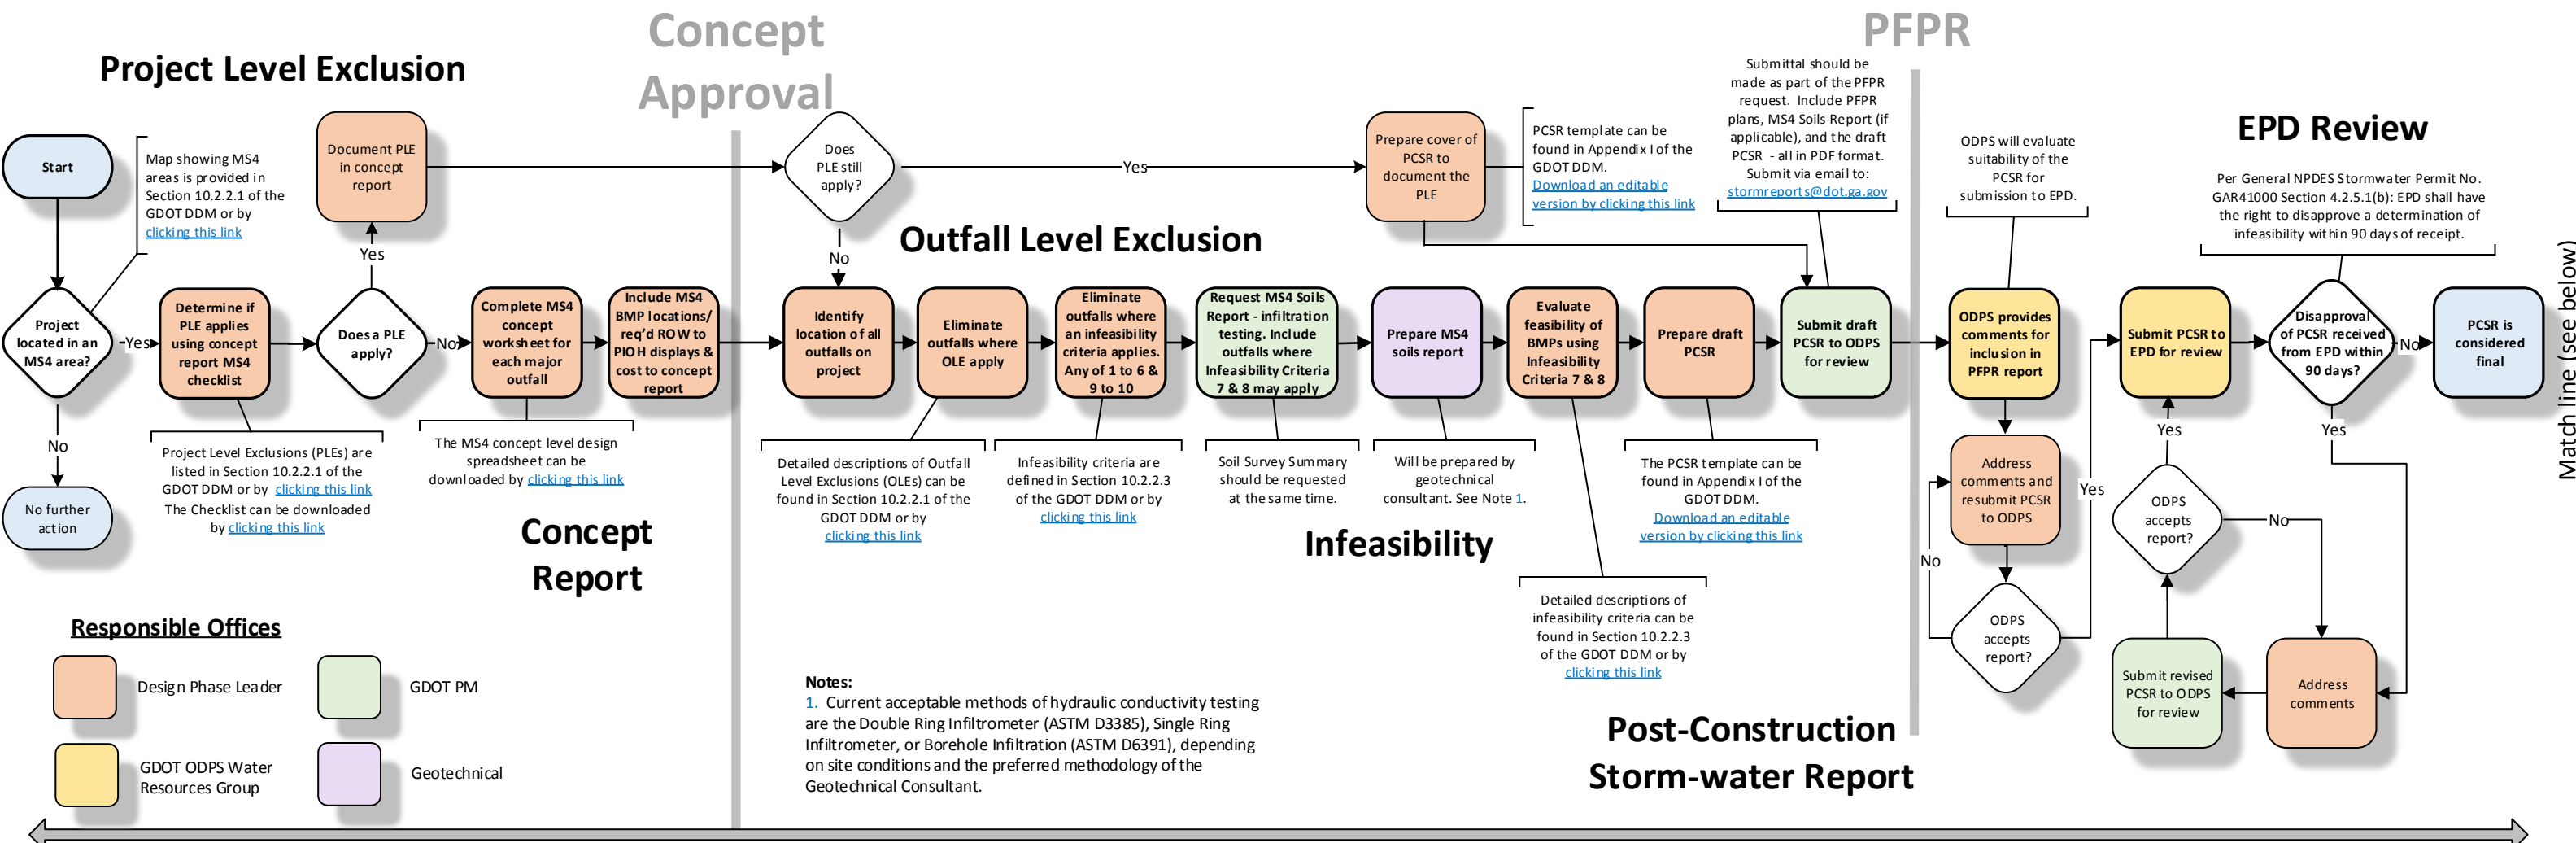 Concept
Approval
PFPR
Project Level Exclusion
Start
Map showing MS4
areas is provided in
Section 10.2.2.1 of the
GDOT DDM or by
clicking this link
Document PLE
in concept
report
Does
PLE still
apply?
Yes
Prepare cover of
PCSR to
document the
PLE
PCSR template can be
found in Appendix I of the
GDOT DDM.
Download an editable
version by clicking this link
Submittal should be
made as part of the PFPR
request. Include PFPR
plans, MS4 Soils Report (if
applicable), and the draft
PCSR - all in PDF format.
Submit via email to:
stormreports@dot.ga.gov
ODPS will evaluate
suitability of the
PCSR for
submission to EPD.
EPD Review
Per General NPDES Stormwater Permit No.
GAR41000 Section 4.2.5.1(b): EPD shall have
the right to disapprove a determination of
infeasibility within 90 days of receipt.
Yes
No
Outfall Level Exclusion
Project
located in an
MS4 area?
Yes
Determine if
PLE applies
using concept
report MS4
checklist
Does a PLE
apply?
No
Complete MS4
concept
worksheet for
each major
outfall
Include MS4
BMP locations/
req'd ROW to
PIOH displays &
cost to concept
report
Identify
location of all
outfalls on
project
Eliminate
outfalls where
OLE apply
Eliminate
outfalls where
an infeasibility
criteria applies.
Any of 1 to 6 &
9 to 10
Request MS4 Soils
Report - infiltration
testing. Include
outfalls where
Infeasibility Criteria
7 & 8 may apply
Prepare MS4
soils report
Evaluate
feasibility of
BMPs using
Infeasibility
Criteria 7 & 8
Prepare draft
PCSR
Submit draft
PCSR to ODPS
for review
ODPS provides
comments for
inclusion in
PFPR report
Submit PCSR to
EPD for review
Disapproval
of PCSR received
from EPD within
90 days?
No
PCSR is
considered
final
Match line (see below)
No
No further
action
Project Level Exclusions (PLEs) are
listed in Section 10.2.2.1 of the
GDOT DDM or by clicking this link
The Checklist can be downloaded
by clicking this link
The MS4 concept level design
spreadsheet can be
downloaded by clicking this link
Concept
Report
Detailed descriptions of Outfall
Level Exclusions (OLEs) can be
found in Section 10.2.2.1 of the
GDOT DDM or by
clicking this link
Infeasibility criteria are
defined in Section 10.2.2.3
of the GDOT DDM or by
clicking this link
Soil Survey Summary
should be requested
at the same time.
Will be prepared by
geotechnical
consultant. See Note 1.
Infeasibility
Detailed descriptions of
infeasibility criteria can be
found in Section 10.2.2.3
of the GDOT DDM or by
clicking this link
The PCSR template can be
found in Appendix I of the
GDOT DDM.
Download an editable
version by clicking this link
Address
comments and
resubmit PCSR
to ODPS
No
ODPS
accepts
report?
Yes
Yes
ODPS
accepts
report?
No
Yes
Submit revised
PCSR to ODPS
for review
Address
comments
Responsible Offices
Design Phase Leader
GDOT PM
GDOT ODPS Water
Resources Group
Geotechnical
Notes:
1. Current acceptable methods of hydraulic conductivity testing
are the Double Ring Infiltrometer (ASTM D3385), Single Ring
Infiltrometer, or Borehole Infiltration (ASTM D6391), depending
on site conditions and the preferred methodology of the
Geotechnical Consultant.
Post-Construction
Storm-water Report